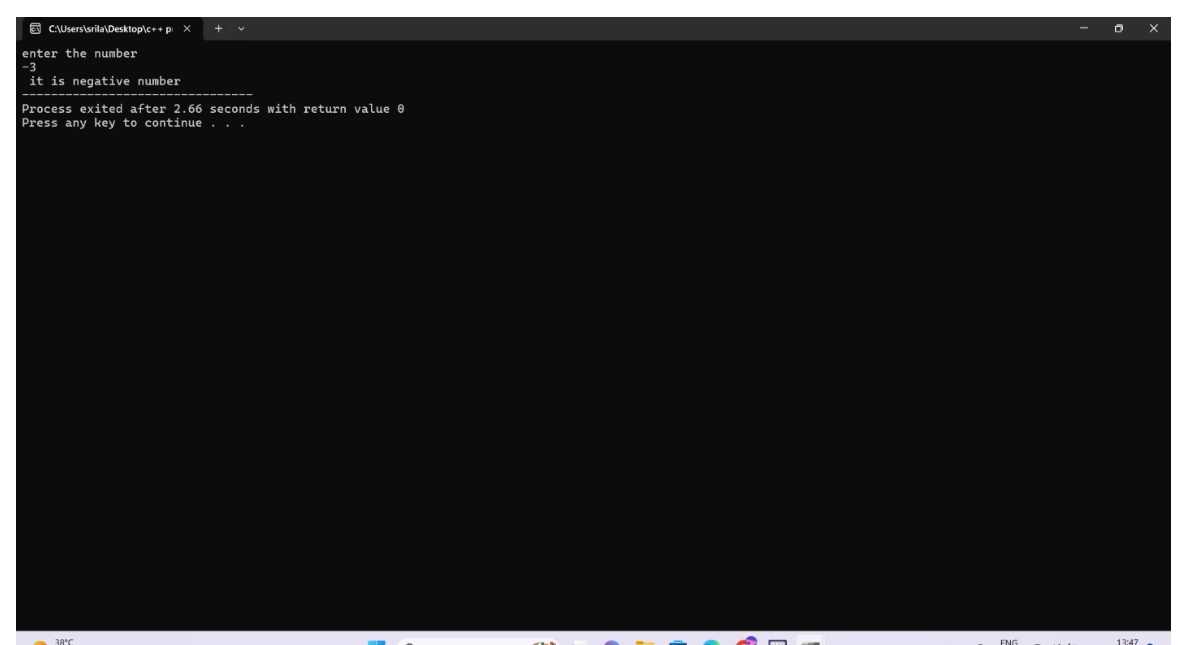 C:\Users\srila\Desktop\c++ p
enter the number
-3
it is negative number
--------------------------------
Process exited after 2.66 seconds with return value 0
Press any key to continue . . .
38°C
ENG
13:47